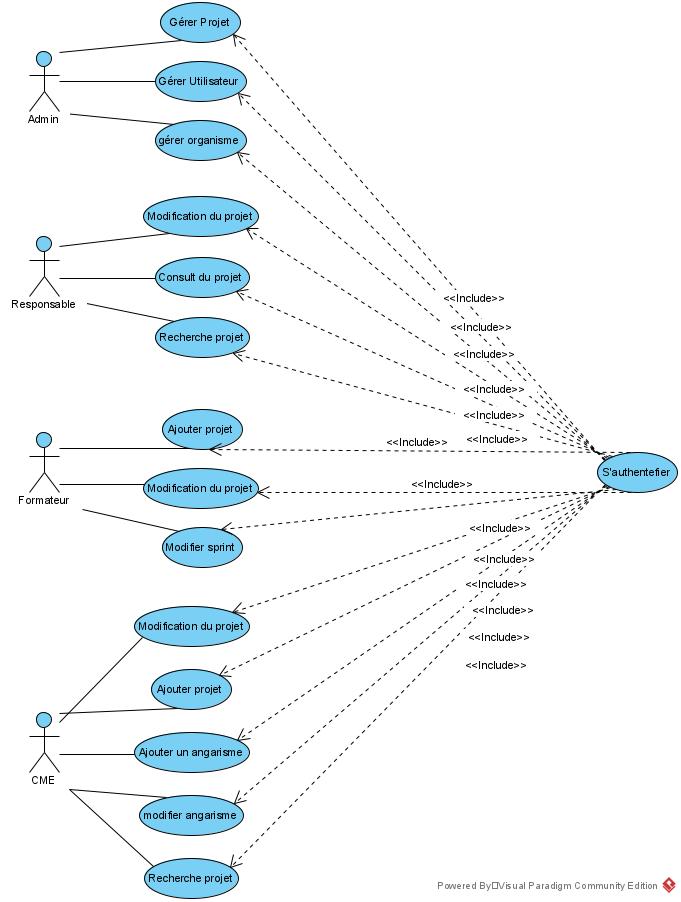 Gérer Projet
Gérer Utilisateur
gérer organisme
Admin
Modification du projet
Consult du projet
Recherche projet
Responsable
Ajouter projet
Modification du projet
Modifier sprint
Formateur
Modification du projet
Ajouter projet
Ajouter un angarisme
modifier angarisme
Recherche projet
CME
<<Include>>
<<Include>>
<<Include>>
<<Include>>
<<Include>>
<<Include>>
<<Include>>
<<Include>>
<<Include>>
<<Include>>
<<Include>>
<<Include>>
<<Include>>
<<Include>>
S'authentefier
Powered By Visual Paradigm Community Edition